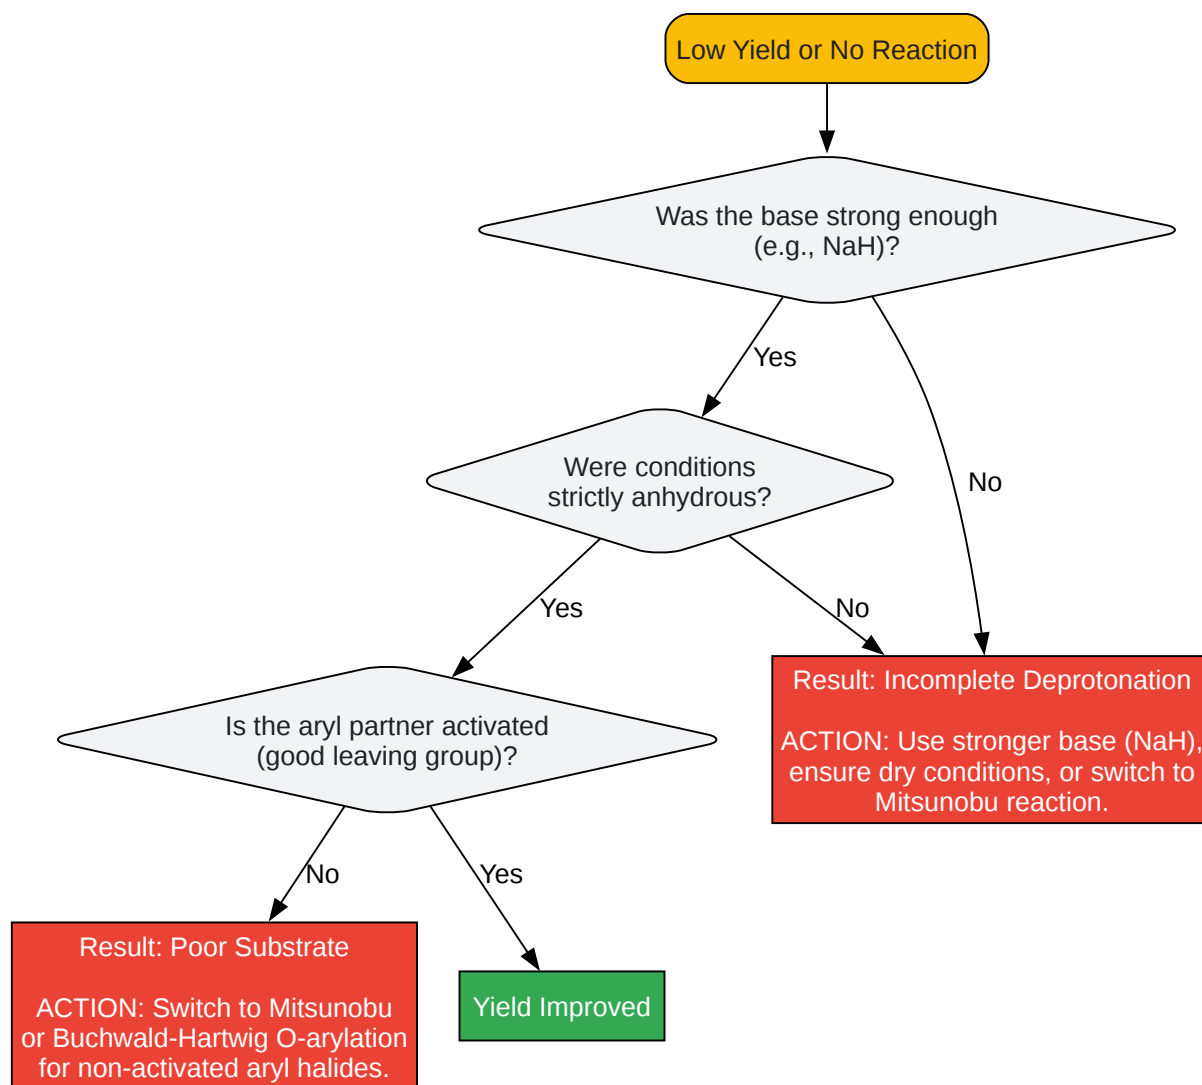 Low Yield or No Reaction
Was the base strong enough
(e.g., NaH)?
Yes
No
Were conditions
strictly anhydrous?
Yes
No
Result: Incomplete Deprotonation
ACTION: Use stronger base (NaH),
ensure dry conditions, or switch to
Mitsunobu reaction.
Is the aryl partner activated
(good leaving group)?
No
Yes
Result: Poor Substrate
ACTION: Switch to Mitsunobu
or Buchwald-Hartwig O-arylation
for non-activated aryl halides.
Yield Improved